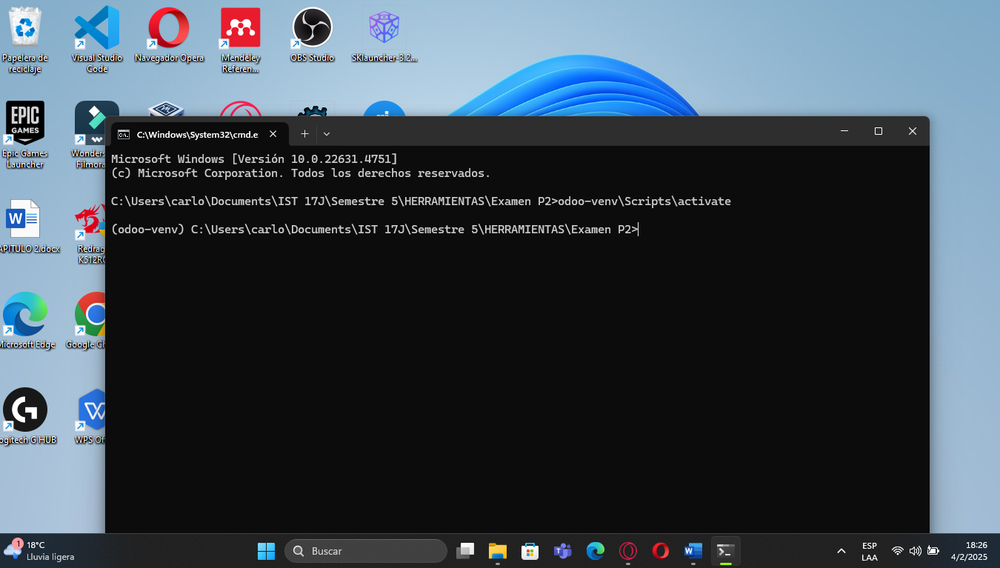 Papelera de
reciclaje
Visual Studio
Code
Navegador Opera
Mendeley
Referen...
OBS Studio
SKlauncher-3.2...
EPIC
GAMES
Epic Games
Launcher
Wonders
Filmora
C:\Windows\System32\cmd.e
Microsoft Windows [Versión 10.0.22631.4751]
(c) Microsoft Corporation. Todos los derechos reservados.
C:\Users\carlo\Documents\IST 17J\Semestre 5\HERRAMIENTAS\Examen P2>odoo-venv\Scripts\activate
(odoo-venv) C:\Users\carlo\Documents\IST 17J\Semestre 5\HERRAMIENTAS\Examen P2>
W
APITULO 2.docx
Redrag
K512RG
Microsoft Edge
Google Ch
Logitech G HUB
WPS Of
1
18°C
Lluvia ligera
Buscar
ESP
LAA
18:26
4/2/2025